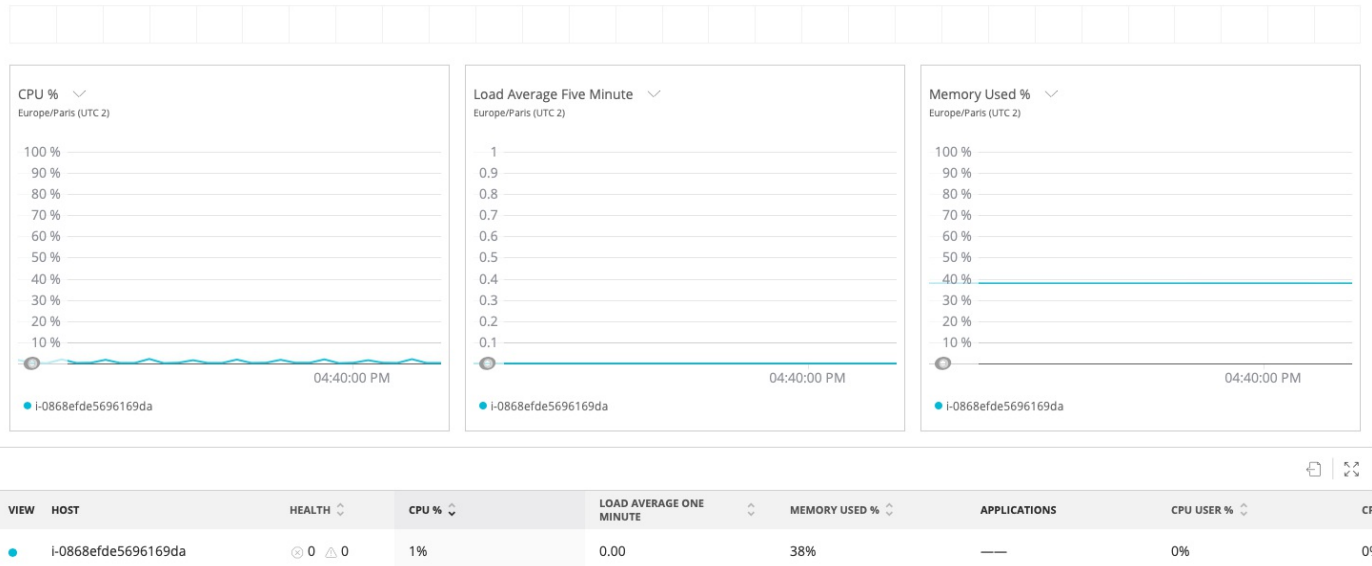 CPU %
Europe/Paris (UTC 2)
100 %
90 %
80 %
70 %
60 %
50 %
40 %
30 %
20 %
10 %
04:40:00 PM
i-0868efde5696169da
Load Average Five Minute
Europe/Paris (UTC 2)
1
0.9
0.8
0.7
0.6
0.5
0.4
0.3
0.2
0.1
04:40:00 PM
i-0868efde5696169da
Memory Used %
Europe/Paris (UTC 2)
100 %
90 %
80 %
70 %
60 %
50 %
40 %
30 %
20 %
10 %
04:40:00 PM
i-0868efde5696169da
VIEW HOST HEALTH CPU % LOAD AVERAGE ONE MINUTE MEMORY USED % APPLICATIONS CPU USER %
i-0868efde5696169da 0 0 1% 0.00 38% —— 0%